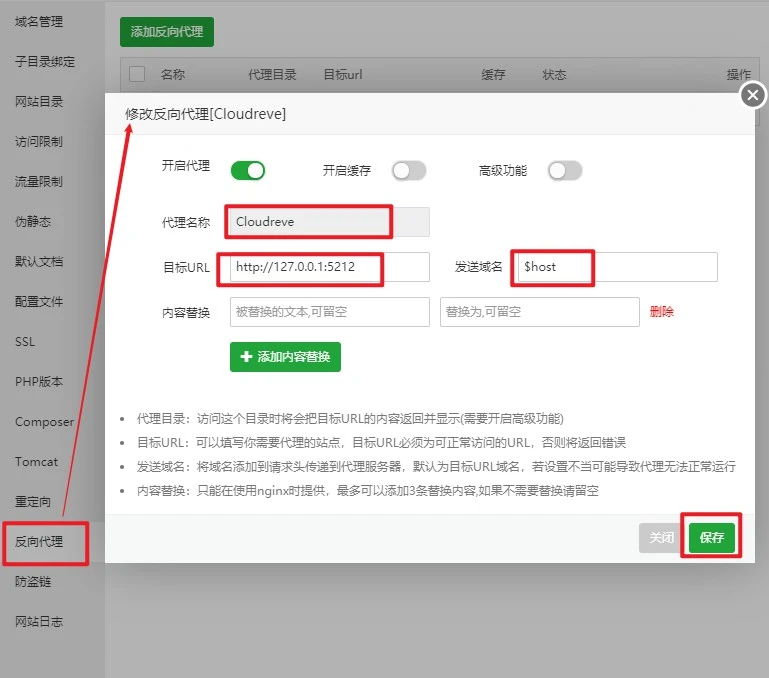 域名管理
子目录绑定
网站目录
访问限制
流量限制
伪静态
默认文档
配置文件
SSL
PHP版本
Composer
Tomcat
重定向
反向代理
防盗链
网站日志
添加反向代理
名称 代理目录 目标url 缓存 状态 操作
修改反向代理[Cloudreve]
开启代理 开启缓存 高级功能
代理名称 Cloudreve
目标URL http://127.0.0.1:5212 发送域名 $host
内容替换 被替换的文本,可留空 替换为,可留空 删除
添加内容替换
代理目录：访问这个目录时将会把目标URL的内容返回并显示(需要开启高级功能)
目标URL：可以填写你需要代理的站点，目标URL必须为可正常访问的URL，否则将返回错误
发送域名：将域名添加到请求头传递到代理服务器，默认为目标URL域名，若设置不当可能导致代理无法正常运行
内容替换：只能在使用nginx时提供，最多可以添加3条替换内容,如果不需要替换请留空
关闭 保存